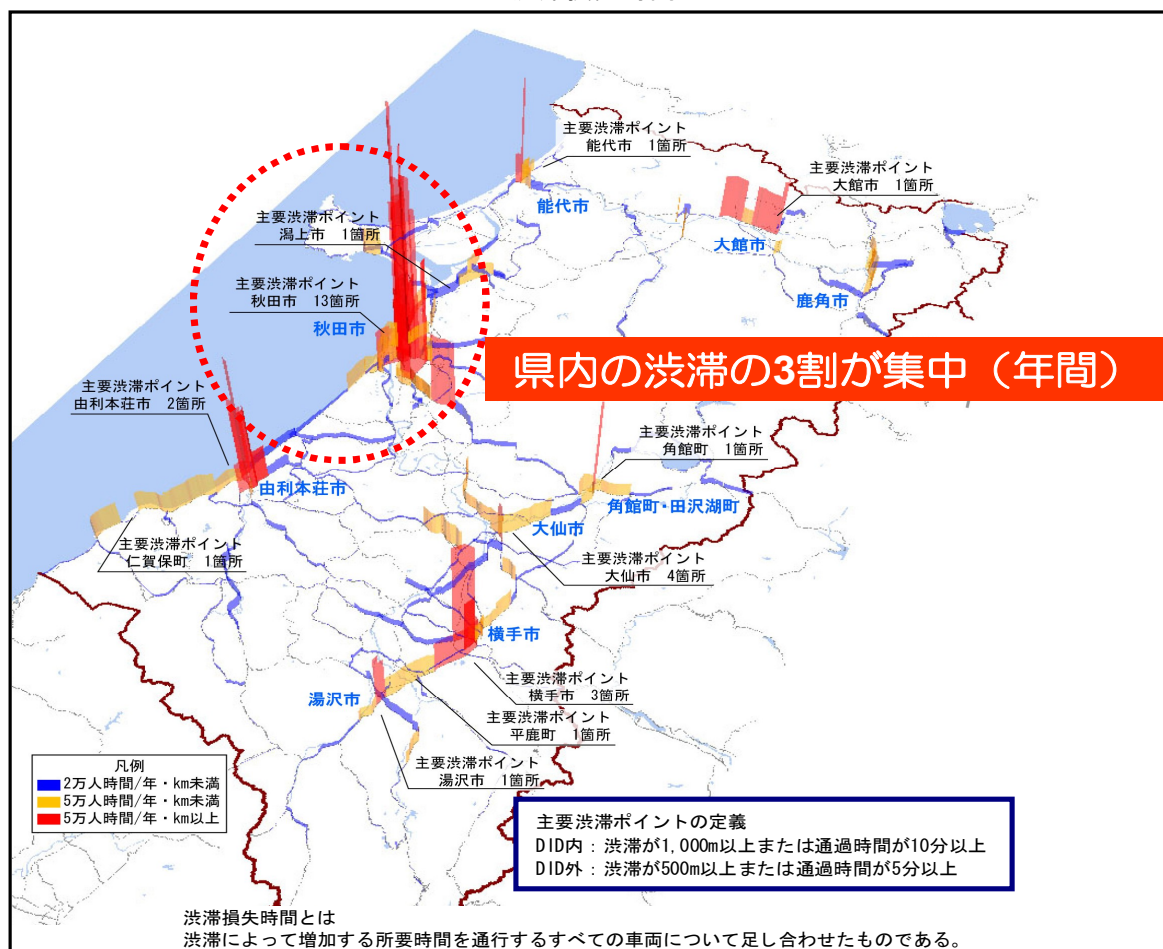 主要渋滞ポイント
能代市 1箇所
主要渋滞ポイント
大館市 1箇所
能代市
主要渋滞ポイント
潟上市 1箇所
大館市
主要渋滞ポイント
秋田市 13箇所
鹿角市
秋田市
県内の渋滞の3割が集中（年間）
主要渋滞ポイント
由利本荘市 2箇所
主要渋滞ポイント
角館町 1箇所
由利本荘市
角館町・田沢湖町
大仙市
主要渋滞ポイント
仁賀保町 1箇所
主要渋滞ポイント
大仙市 4箇所
横手市
主要渋滞ポイント
横手市 3箇所
湯沢市
主要渋滞ポイント
平鹿町 1箇所
主要渋滞ポイント
湯沢市 1箇所
凡例
2万人時間/年・km未満
5万人時間/年・km未満
5万人時間/年・km以上
主要渋滞ポイントの定義
DID内：渋滞が1,000m以上または通過時間が10分以上
DID外：渋滞が500m以上または通過時間が5分以上
渋滞損失時間とは
渋滞によって増加する所要時間を通行するすべての車両について足し合わせたものである。